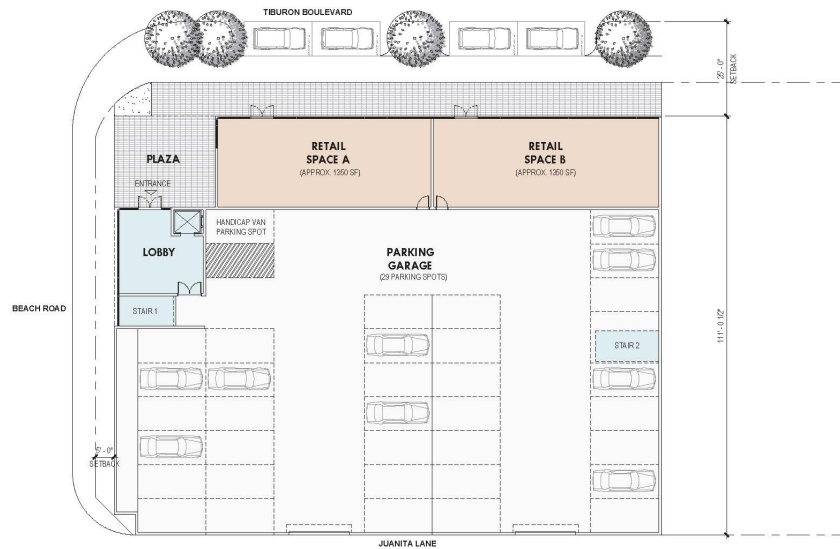 TIBURON BOULEVARD
25' - 0"
SETBACK
RETAIL
SPACE A
(APPROX. 1350 SF)
RETAIL
SPACE B
(APPROX. 1350 SF)
PLAZA
ENTRANCE
HANDICAP VAN
PARKING SPOT
LOBBY
PARKING
GARAGE
(29 PARKING SPOTS)
BEACH ROAD
STAIR 1
STAIR 2
111' - 0 1/2"
5' - 0"
SETBACK
JUANITA LANE